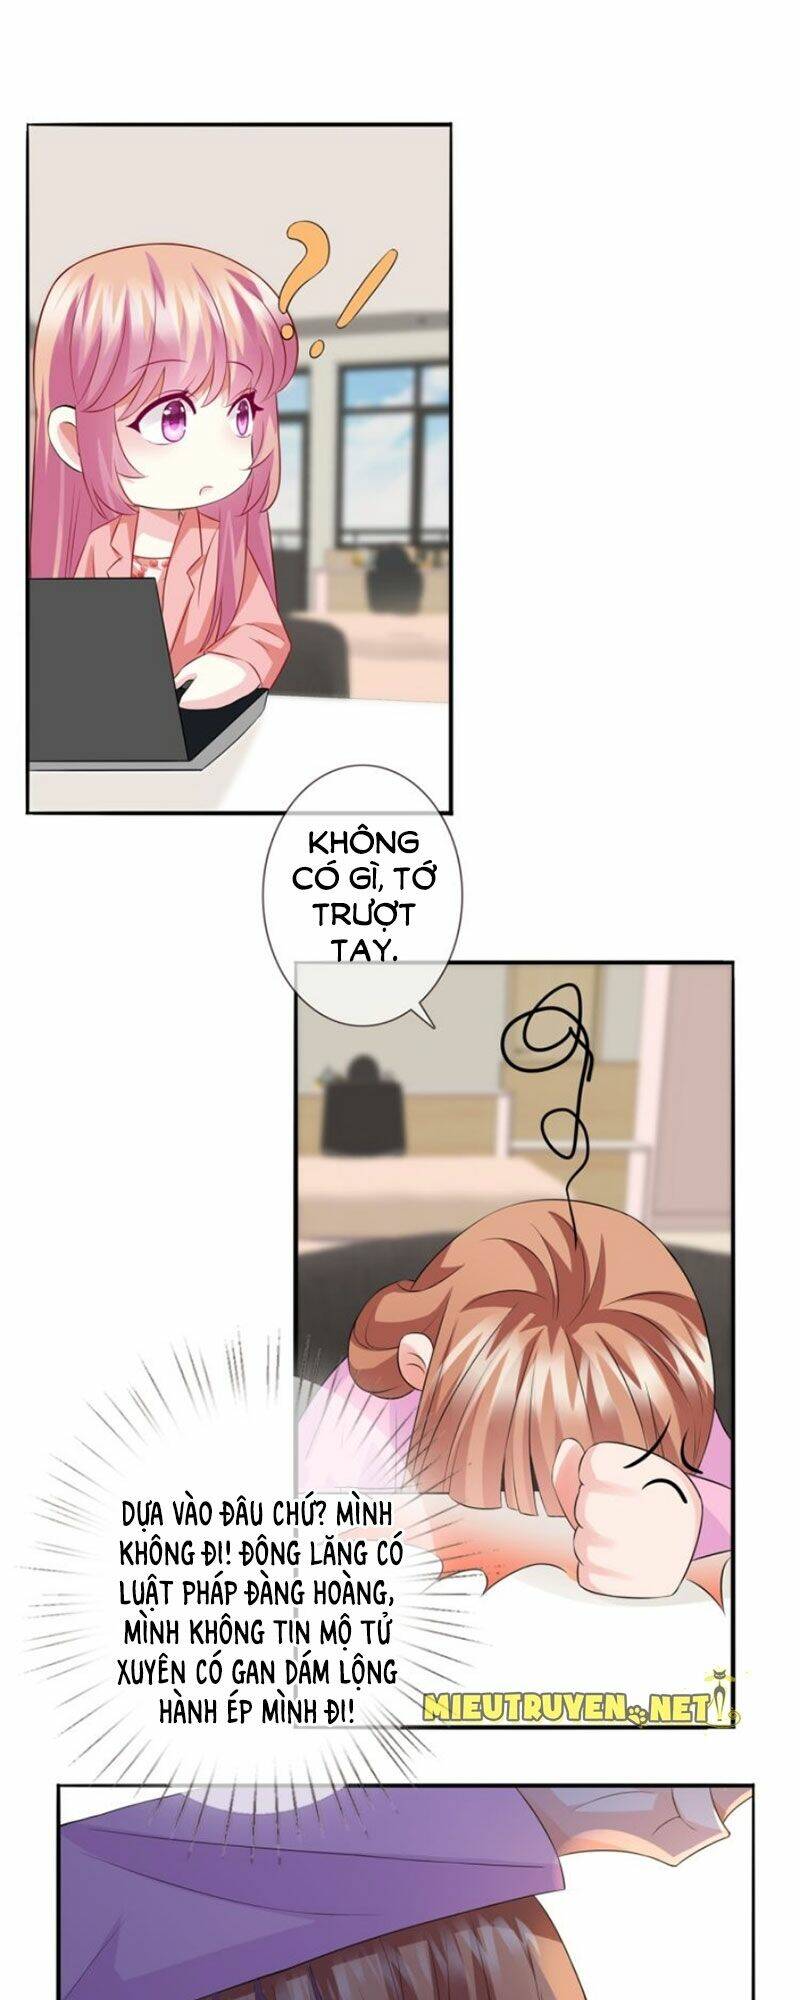 ?!
KHÔNG
CÓ GÌ, TỚ
TRƯỢT
TAY.
DỰA VÀO ĐÂU CHỨ? MÌNH
KHÔNG ĐI! ĐÔNG LĂNG CÓ
LUẬT PHÁP ĐÀNG HOÀNG,
MÌNH KHÔNG TIN MỘ TỬ
XUYÊN CÓ GAN DÁM LỘNG
HÀNH ÉP MÌNH ĐI!
MIEUTRUYEN.NET